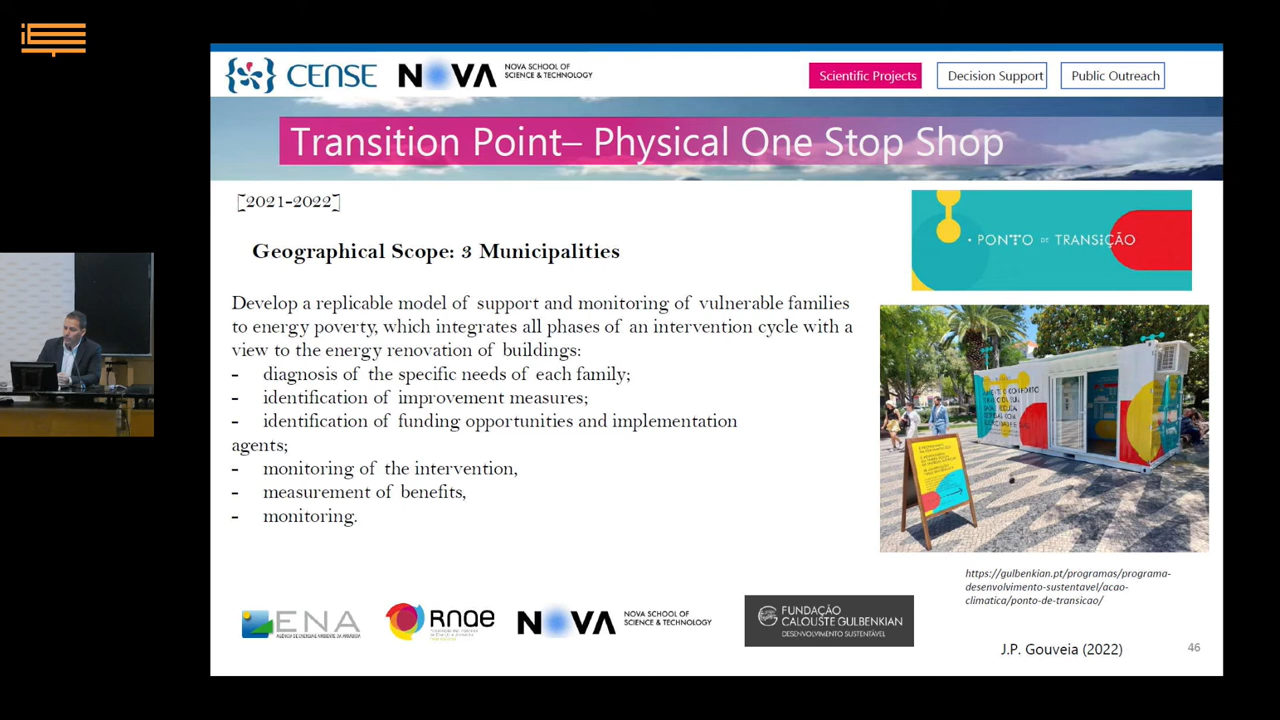 CENSE NOVA NOVA SCHOOL OF
SCIENCE & TECHNOLOGY
Scientific Projects Decision Support Public Outreach
Transition Point– Physical One Stop Shop
[2021-2022]
Geographical Scope: 3 Municipalities
Develop a replicable model of support and monitoring of vulnerable families
to energy poverty, which integrates all phases of an intervention cycle with a
view to the energy renovation of buildings:
- diagnosis of the specific needs of each family;
- identification of improvement measures;
- identification of funding opportunities and implementation
agents;
- monitoring of the intervention,
- measurement of benefits,
- monitoring.
• PONTO DE TRANSIÇÃO
https://gulbenkian.pt/programas/programa-
desenvolvimento-sustentavel/acao-
climatica/ponto-de-transicao/
ENA
RNAE
NOVA NOVA SCHOOL OF
SCIENCE & TECHNOLOGY
FUNDAÇÃO
CALOUSTE GULBENKIAN
DESENVOLVIMENTO SUSTENTÁVEL
J.P. Gouveia (2022)
46